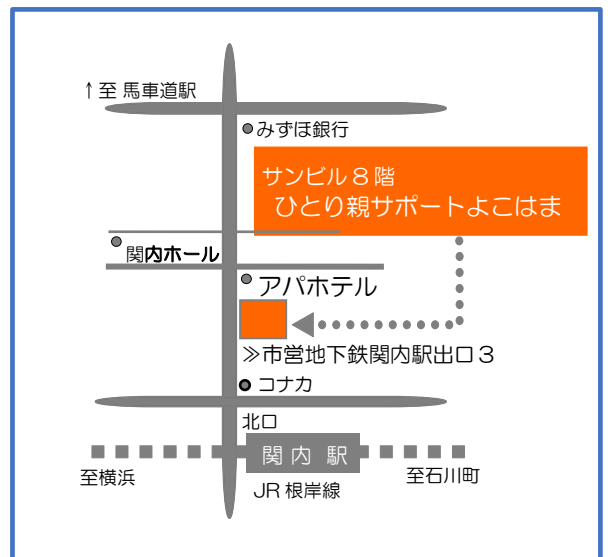 ↑至 馬車道駅
みずほ銀行
サンビル8階
ひとり親サポートよこはま
関内ホール
アパホテル
≫市営地下鉄関内駅出口3
コナカ
北口
関 内 駅
至横浜
至石川町
JR 根岸線